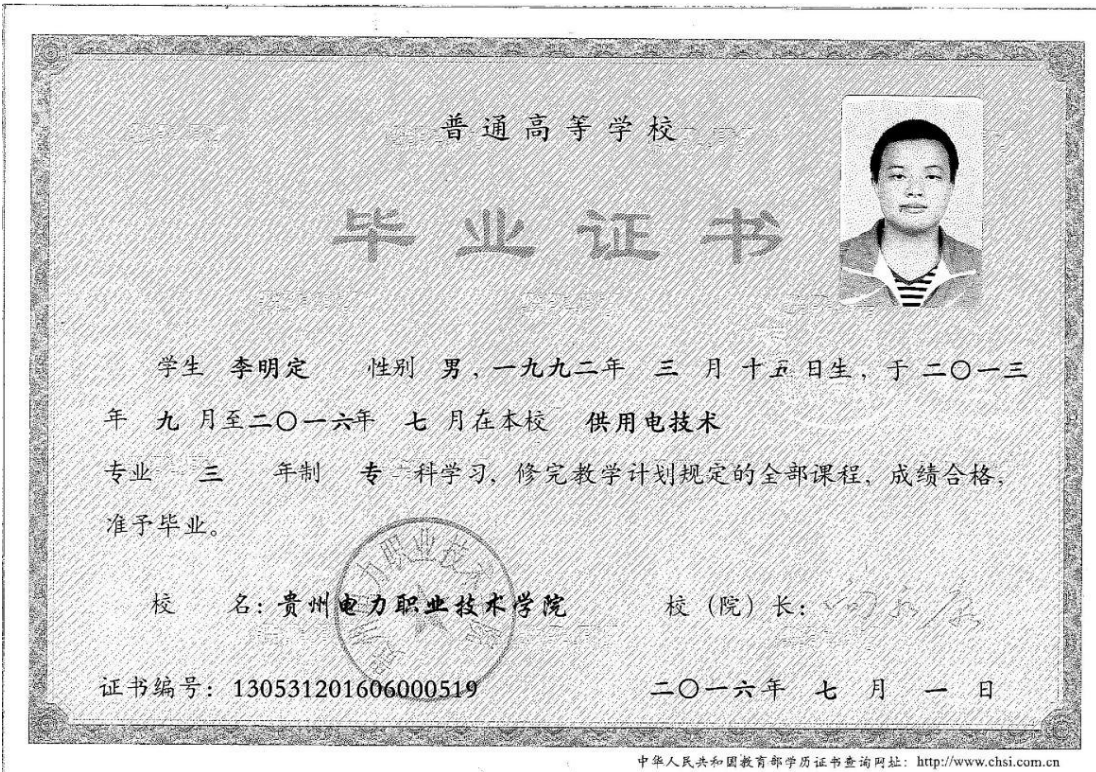 普通高等学校
毕业证书
学生 李明定 性别 男，一九九二年 三 月 十五 日生，于 二〇一三
年 九 月至二〇一六年 七 月在本校 供用电技术
专业 三 年制 专 科学习，修完教学计划规定的全部课程，成绩合格，
准予毕业。
校 名：贵州电力职业技术学院 校（院）长：
证书编号：130531201606000519 二〇一六年 七 月 一 日
中华人民共和国教育部学历证书查询网址：http://www.chsi.com.cn